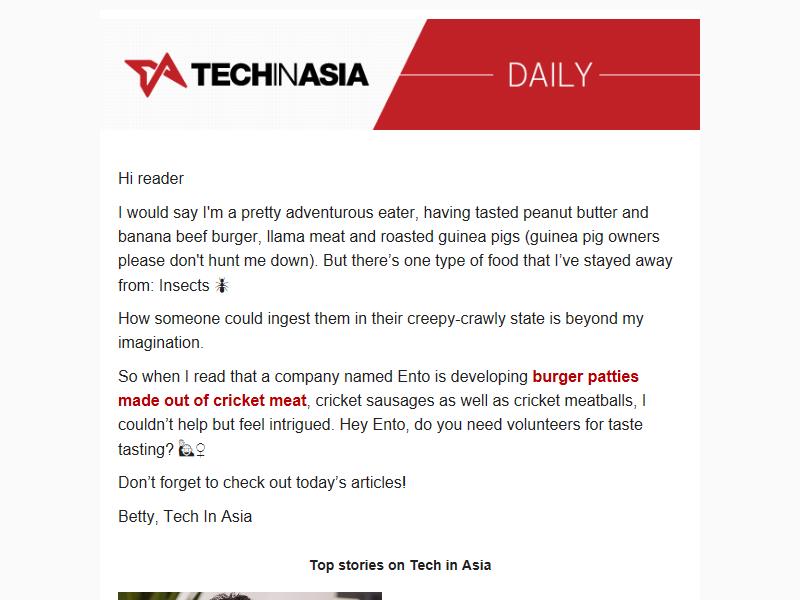 TECHINASIA
DAILY
Hi reader
I would say I'm a pretty adventurous eater, having tasted peanut butter and
banana beef burger, llama meat and roasted guinea pigs (guinea pig owners
please don't hunt me down). But there’s one type of food that I’ve stayed away
from: Insects 🐜
How someone could ingest them in their creepy-crawly state is beyond my
imagination.
So when I read that a company named Ento is developing burger patties
made out of cricket meat, cricket sausages as well as cricket meatballs, I
couldn’t help but feel intrigued. Hey Ento, do you need volunteers for taste
tasting? 🙋♀
Don’t forget to check out today’s articles!
Betty, Tech In Asia
Top stories on Tech in Asia